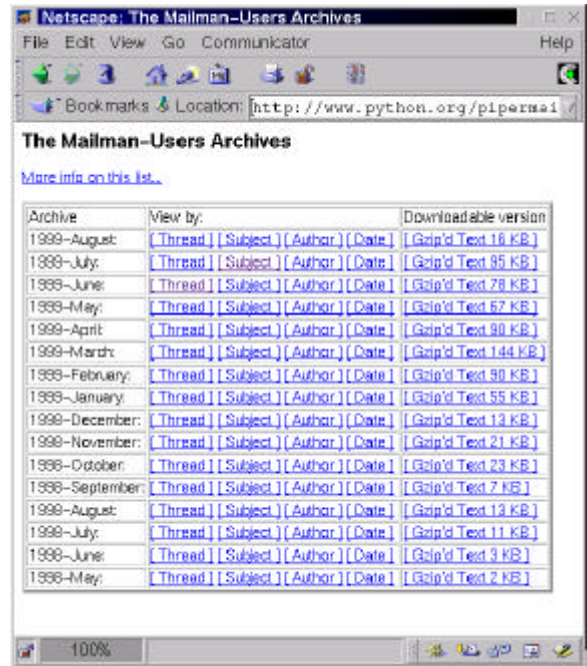 Netscape: The Mailman-Users Archives
File Edit View Go Communicator Help
Bookmarks Location: http://www.python.org/pipermai
The Mailman-Users Archives
More info on this list...
Archive View by: Downloadable version
1999-August: [ Thread ] [ Subject ] [ Author ] [ Date ] [ Gzip'd Text 16 KB ]
1999-July: [ Thread ] [ Subject ] [ Author ] [ Date ] [ Gzip'd Text 95 KB ]
1999-June: [ Thread ] [ Subject ] [ Author ] [ Date ] [ Gzip'd Text 78 KB ]
1999-May: [ Thread ] [ Subject ] [ Author ] [ Date ] [ Gzip'd Text 67 KB ]
1999-April: [ Thread ] [ Subject ] [ Author ] [ Date ] [ Gzip'd Text 90 KB ]
1999-March: [ Thread ] [ Subject ] [ Author ] [ Date ] [ Gzip'd Text 144 KB ]
1999-February: [ Thread ] [ Subject ] [ Author ] [ Date ] [ Gzip'd Text 90 KB ]
1999-January: [ Thread ] [ Subject ] [ Author ] [ Date ] [ Gzip'd Text 55 KB ]
1998-December: [ Thread ] [ Subject ] [ Author ] [ Date ] [ Gzip'd Text 13 KB ]
1998-November: [ Thread ] [ Subject ] [ Author ] [ Date ] [ Gzip'd Text 21 KB ]
1998-October: [ Thread ] [ Subject ] [ Author ] [ Date ] [ Gzip'd Text 23 KB ]
1998-September: [ Thread ] [ Subject ] [ Author ] [ Date ] [ Gzip'd Text 7 KB ]
1998-August: [ Thread ] [ Subject ] [ Author ] [ Date ] [ Gzip'd Text 13 KB ]
1998-July: [ Thread ] [ Subject ] [ Author ] [ Date ] [ Gzip'd Text 11 KB ]
1998-June: [ Thread ] [ Subject ] [ Author ] [ Date ] [ Gzip'd Text 3 KB ]
1998-May: [ Thread ] [ Subject ] [ Author ] [ Date ] [ Gzip'd Text 2 KB ]
100%